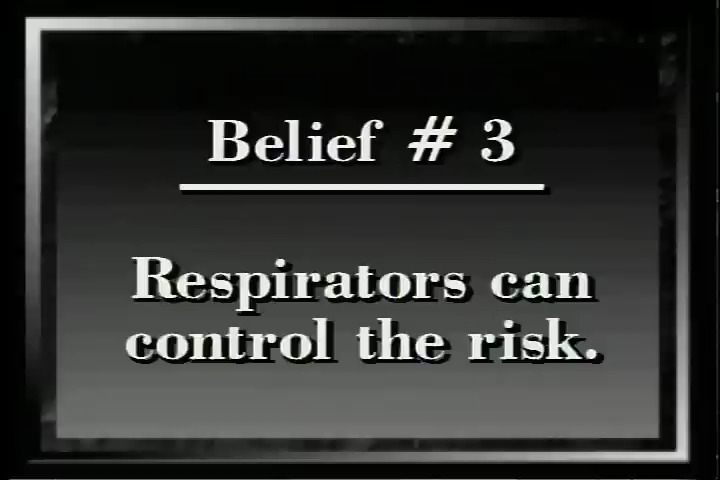 Belief # 3
Respirators can
control the risk.